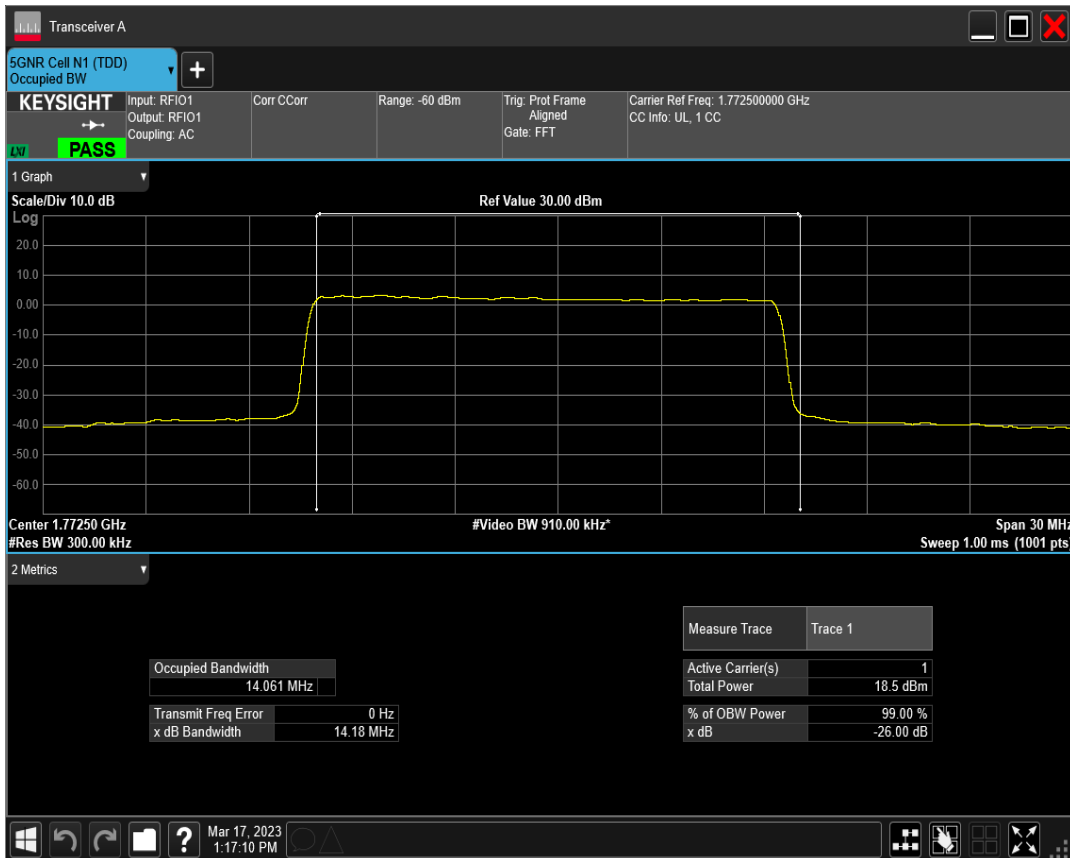 Transceiver A
5GNR Cell N1 (TDD)
Occupied BW
+
KEYSIGHT
LXI
PASS
Input: RFIO1
Output: RFIO1
Coupling: AC
Corr CCorr
Range: -60 dBm
Trig: Prot Frame
Aligned
Gate: FFT
Carrier Ref Freq: 1.772500000 GHz
CC Info: UL, 1 CC
1 Graph
Scale/Div 10.0 dB
Ref Value 30.00 dBm
Log
20.0
10.0
0.00
-10.0
-20.0
-30.0
-40.0
-50.0
-60.0
Center 1.77250 GHz
#Video BW 910.00 kHz*
Span 30 MHz
#Res BW 300.00 kHz
Sweep 1.00 ms (1001 pts)
2 Metrics
Measure Trace Trace 1
Occupied Bandwidth
14.061 MHz
Active Carrier(s) 1
Total Power 18.5 dBm
Transmit Freq Error 0 Hz
x dB Bandwidth 14.18 MHz
% of OBW Power 99.00 %
x dB -26.00 dB
?
Mar 17, 2023
1:17:10 PM